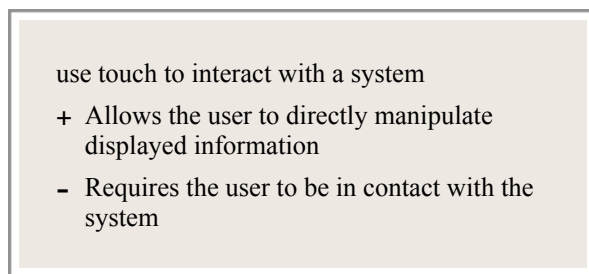 use touch to interact with a system
+ Allows the user to directly manipulate
displayed information
- Requires the user to be in contact with the
system